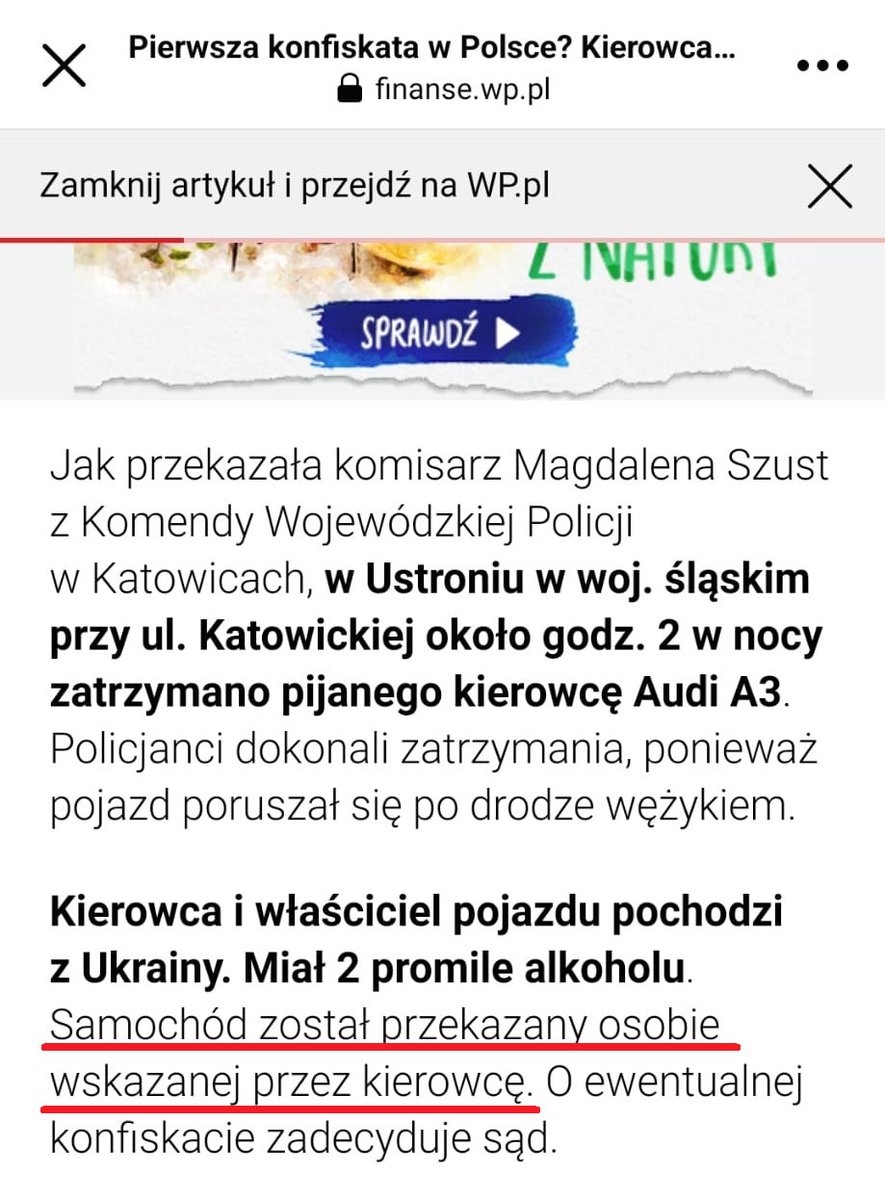 Pierwsza konfiskata w Polsce? Kierowca...
finanse.wp.pl
Zamknij artykuł i przejdź na WP.pl
Z NATURY
SPRAWDŹ
Jak przekazała komisarz Magdalena Szust
z Komendy Wojewódzkiej Policji
w Katowicach, w Ustroniu w woj. śląskim
przy ul. Katowickiej około godz. 2 w nocy
zatrzymano pijanego kierowcę Audi A3.
Policjanci dokonali zatrzymania, ponieważ
pojazd poruszał się po drodze wężykiem.
Kierowca i właściciel pojazdu pochodzi
z Ukrainy. Miał 2 promile alkoholu.
Samochód został przekazany osobie
wskazanej przez kierowcę. O ewentualnej
konfiskacie zadecyduje sąd.